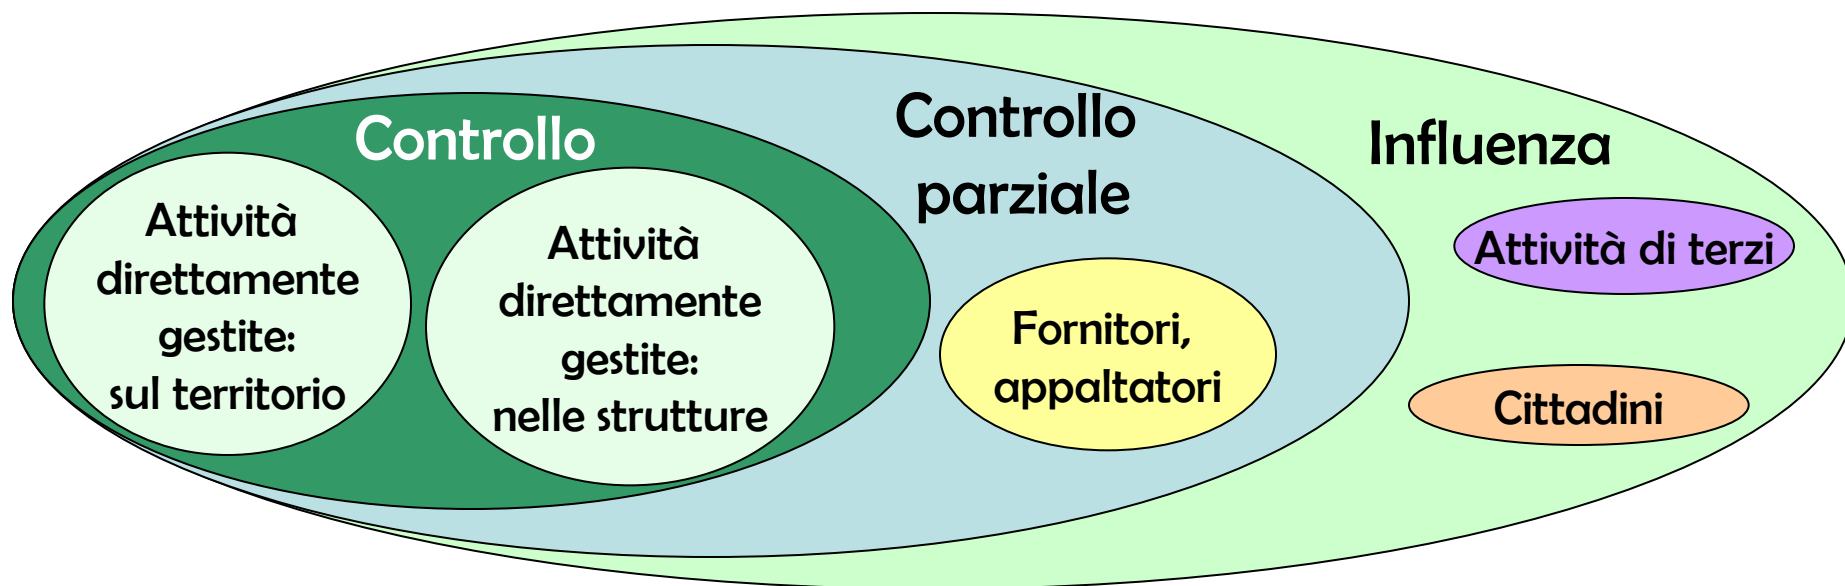 Controllo
Attività
direttamente
gestite:
sul territorio
Attività
direttamente
gestite:
nelle strutture
Controllo
parziale
Fornitori,
appaltatori
Influenza
Attività di terzi
Cittadini